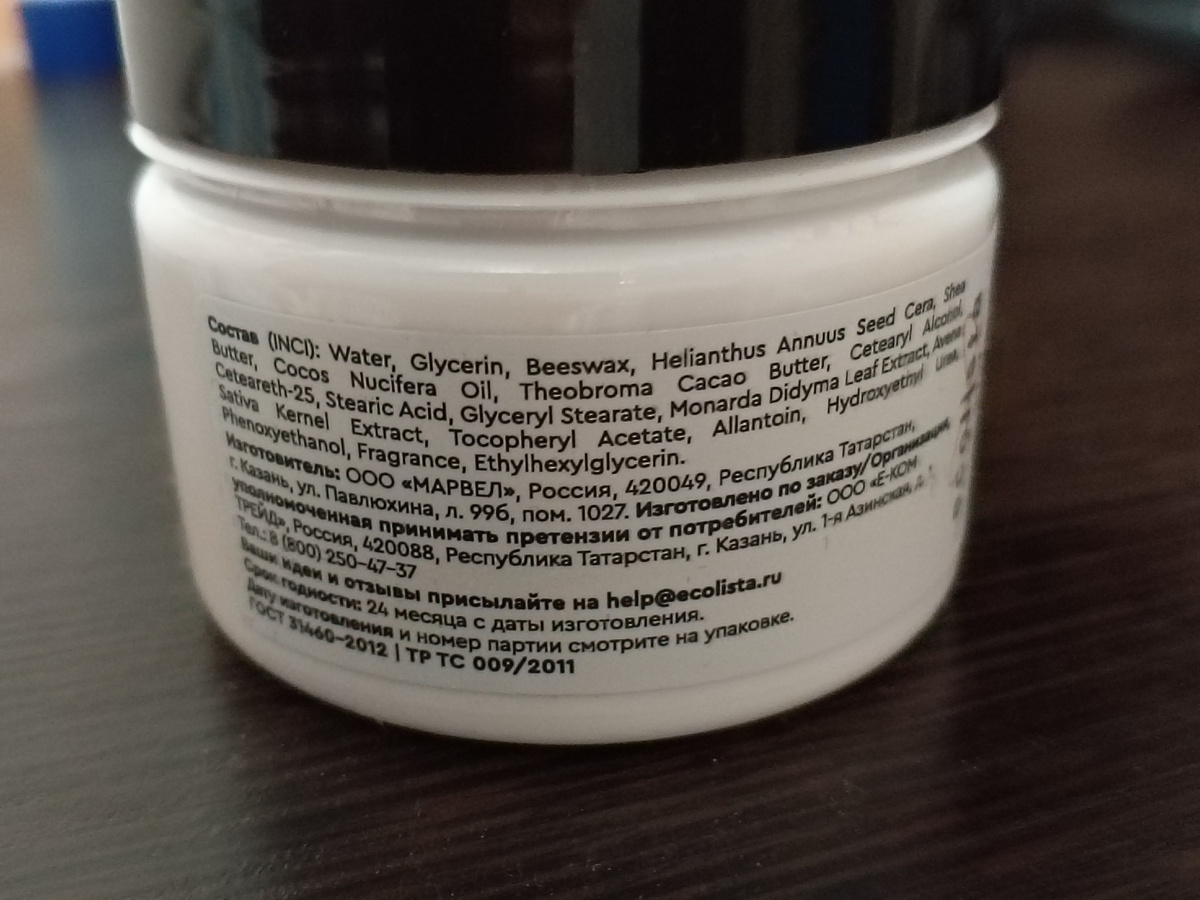 Состав (INCI): Water, Glycerin, Beeswax, Helianthus Annuus Seed Cera, Shea
Butter, Cocos Nucifera Oil, Theobroma Cacao Butter, Cetearyl Alcohol,
Ceteareth-25, Stearic Acid, Glyceryl Stearate, Monarda Didyma Leaf Extract, Avena
Sativa Kernel Extract, Tocopheryl Acetate, Allantoin, Hydroxyethyl Urea,
Phenoxyethanol, Fragrance, Ethylhexylglycerin.
Изготовитель: ООО «МАРВЕЛ», Россия, 420049, Республика Татарстан,
г. Казань, ул. Павлюхина, л. 99б, пом. 1027. Изготовлено по заказу/Организация,
уполномоченная принимать претензии от потребителей: ООО «Е-КОМ
ТРЕЙД», Россия, 420088, Республика Татарстан, г. Казань, ул. 1-я Азинская, д.
Тел.: 8 (800) 250-47-37
Ваши идеи и отзывы присылайте на help@ecolista.ru
Срок годности: 24 месяца с даты изготовления.
Дату изготовления и номер партии смотрите на упаковке.
ГОСТ 31460-2012 | ТР ТС 009/2011